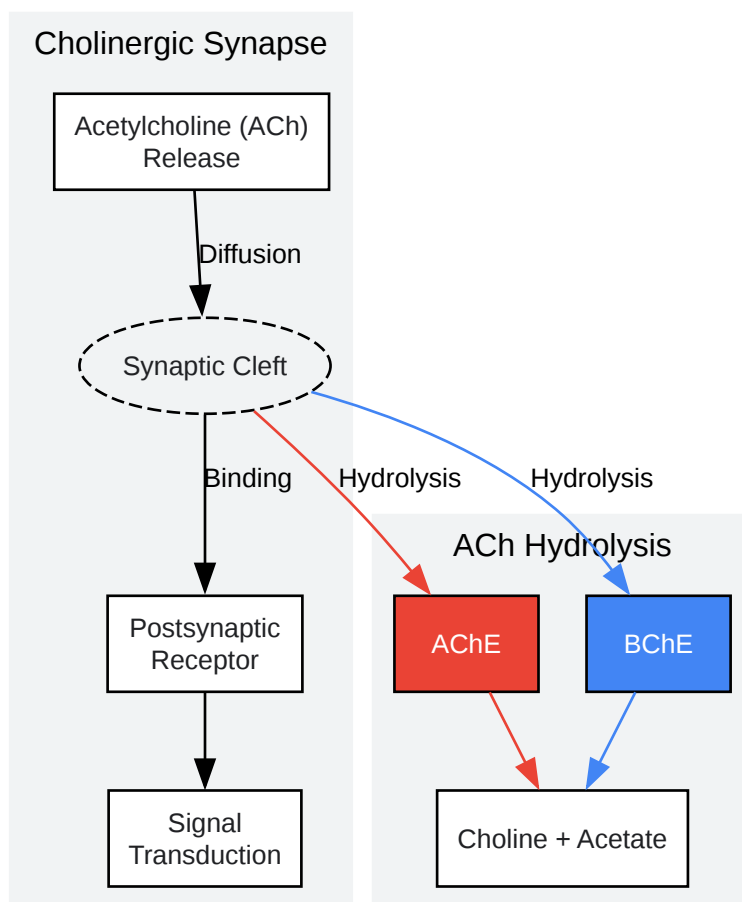 Cholinergic Synapse
Acetylcholine (ACh)
Release
Diffusion
Synaptic Cleft
Binding
Hydrolysis
Hydrolysis
ACh Hydrolysis
Postsynaptic
Receptor
AChE
BChE
Signal
Transduction
Choline + Acetate